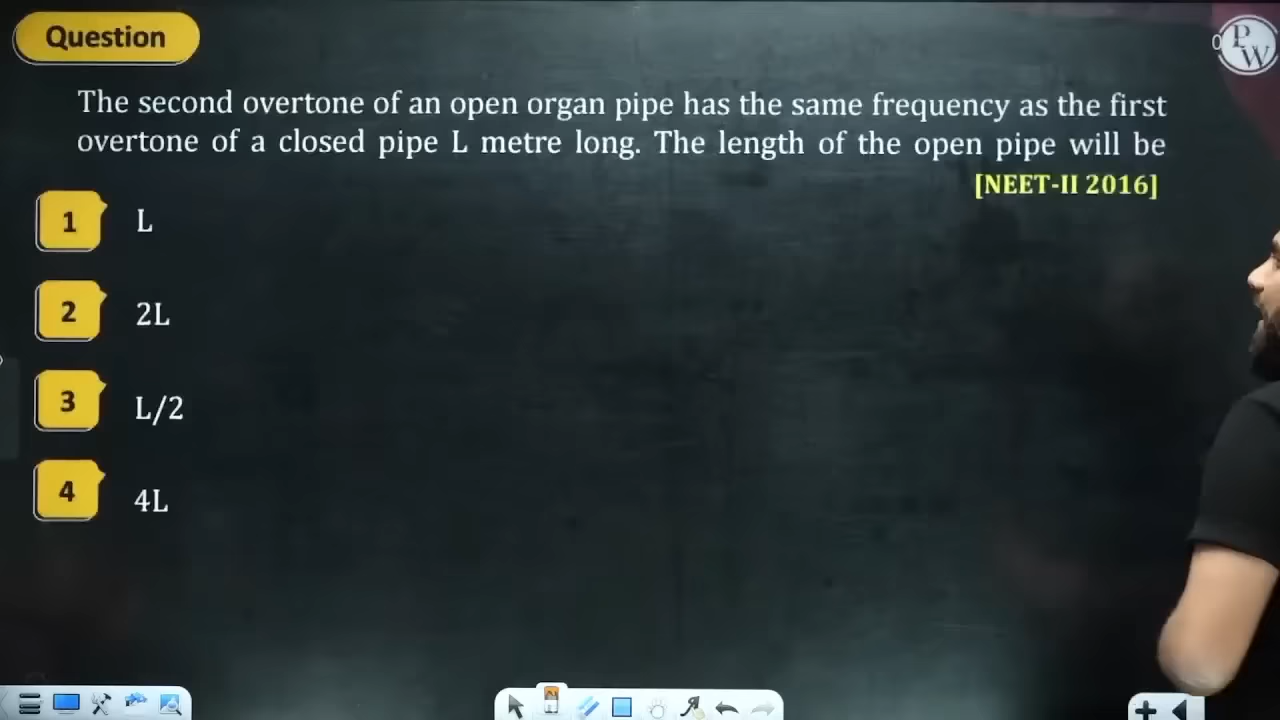 Question
The second overtone of an open organ pipe has the same frequency as the first
overtone of a closed pipe L metre long. The length of the open pipe will be
[NEET-II 2016]
1 L
2 2L
3 L/2
4 4L
PW